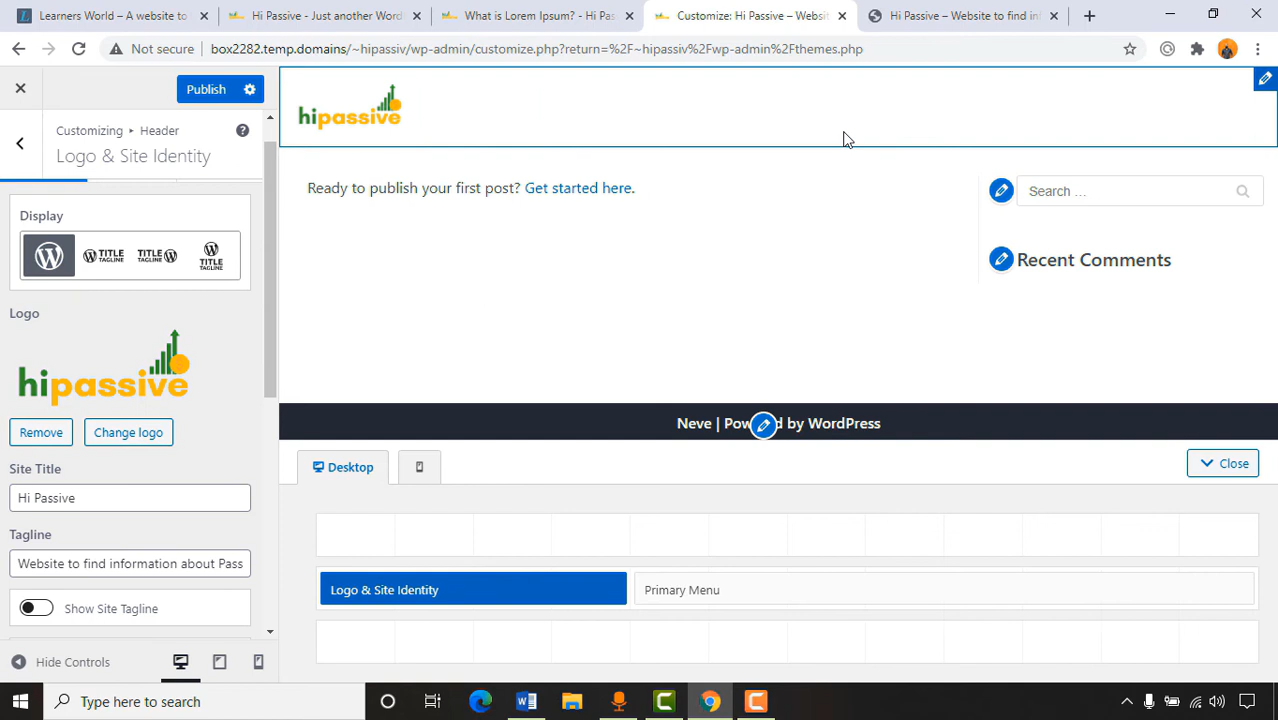 Learners World – A website to
Hi Passive - Just another Word
What is Lorem Ipsum? - Hi Pas
Customize: Hi Passive – Websit
Hi Passive – Website to find inf
Not secure
box2282.temp.domains/~hipassiv/wp-admin/customize.php?return=%2F~hipassiv%2Fwp-admin%2Fthemes.php
Publish
Customizing ▸ Header
Logo & Site Identity
Display
TITLE TAGLINE
TITLE TAGLINE
TITLE TAGLINE
Logo
hipassive
Remove
Change logo
Site Title
Hi Passive
Tagline
Website to find information about Pass
Show Site Tagline
Hide Controls
hipassive
Ready to publish your first post? Get started here.
Search …
Recent Comments
Neve | Powered by WordPress
Desktop
Close
Logo & Site Identity
Primary Menu
Type here to search